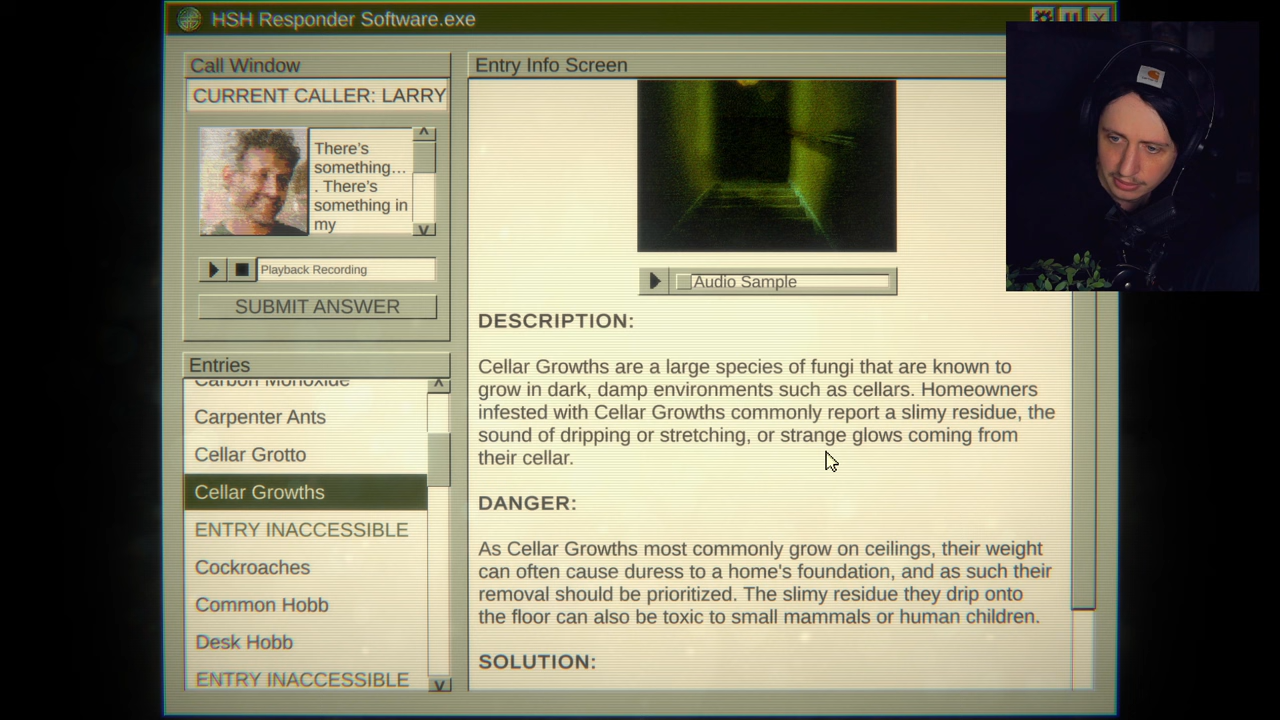 HSH Responder Software.exe
Call Window
CURRENT CALLER: LARRY
There's
something...
. There's
something in
my
Playback Recording
SUBMIT ANSWER
Entries
Carbon Monoxide
Carpenter Ants
Cellar Grotto
Cellar Growths
ENTRY INACCESSIBLE
Cockroaches
Common Hobb
Desk Hobb
ENTRY INACCESSIBLE
Entry Info Screen
Audio Sample
DESCRIPTION:
Cellar Growths are a large species of fungi that are known to
grow in dark, damp environments such as cellars. Homeowners
infested with Cellar Growths commonly report a slimy residue, the
sound of dripping or stretching, or strange glows coming from
their cellar.
DANGER:
As Cellar Growths most commonly grow on ceilings, their weight
can often cause duress to a home's foundation, and as such their
removal should be prioritized. The slimy residue they drip onto
the floor can also be toxic to small mammals or human children.
SOLUTION: